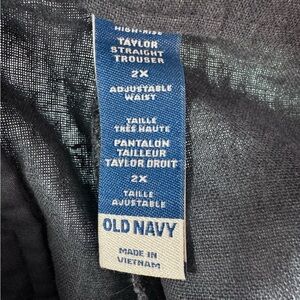 HIGH-RISE
TAYLOR
STRAIGHT
TROUSER
2X
ADJUSTABLE
WAIST
TAILLE
TRÈS HAUTE
PANTALON
TAILLEUR
TAYLOR DROIT
2X
TAILLE
AJUSTABLE
OLD NAVY
MADE IN
VIETNAM